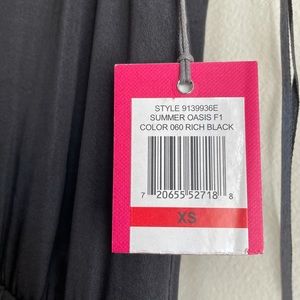 STYLE 9139936E
SUMMER OASIS F1
COLOR 060 RICH BLACK
7 20655 52718 8
XS